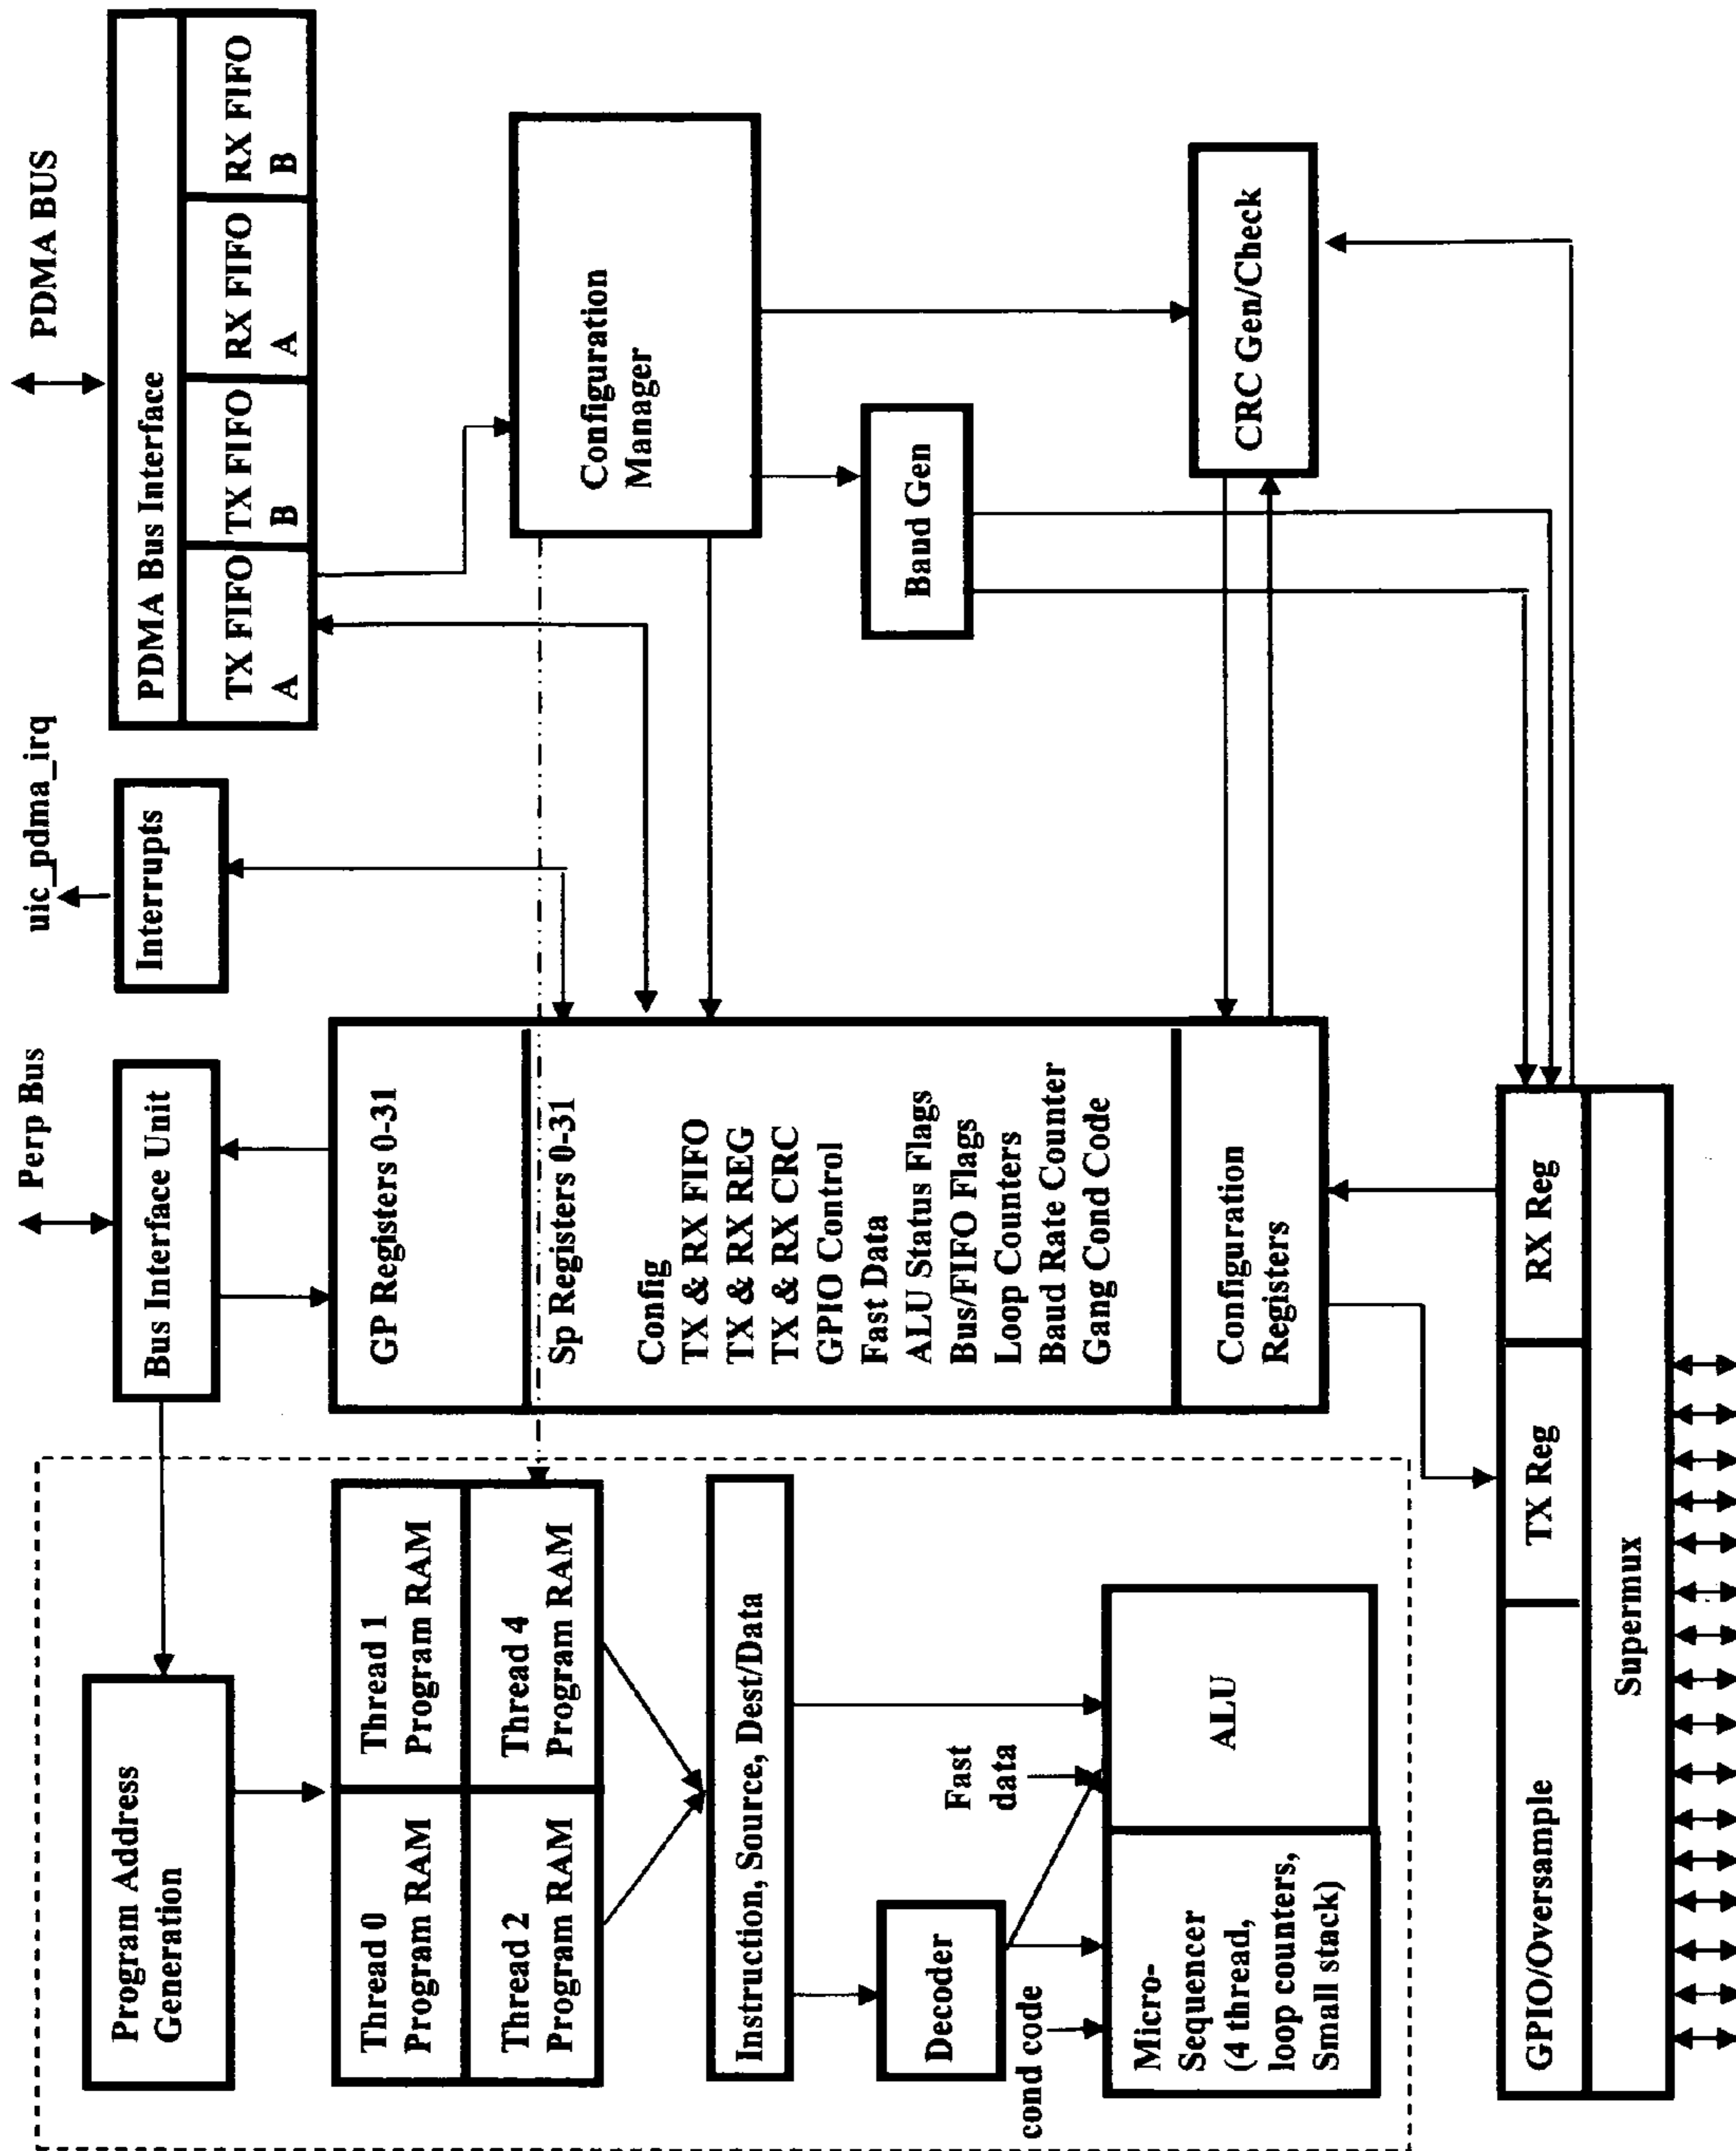 Perp Bus
uic_pdma_irq
PDMA BUS
Program Address
Generation
Bus Interface Unit
Interrupts
PDMA Bus Interface
TX FIFO
A
TX FIFO
B
RX FIFO
A
RX FIFO
B
Thread 0
Program RAM
Thread 1
Program RAM
Thread 2
Program RAM
Thread 4
Program RAM
Instruction, Source, Dest/Data
Decoder
Fast
data
cond code
Micro-
Sequencer
(4 thread,
loop counters,
Small stack)
ALU
GP Registers 0-31
Sp Registers 0-31
Config
TX & RX FIFO
TX & RX REG
TX & RX CRC
GPIO Control
Fast Data
ALU Status Flags
Bus/FIFO Flags
Loop Counters
Baud Rate Counter
Gang Cond Code
Configuration
Registers
Configuration
Manager
Baud Gen
CRC Gen/Check
GPIO/Oversample
TX Reg
RX Reg
Supermux